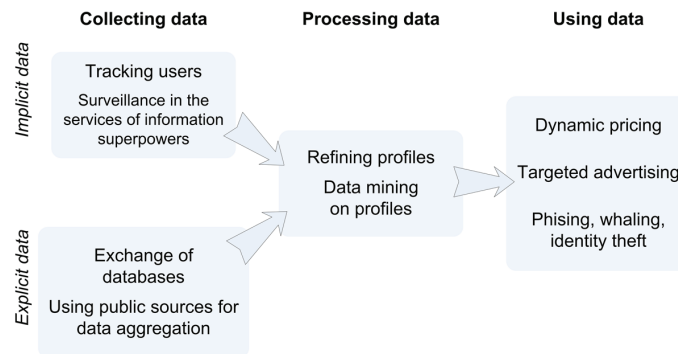 Collecting data
Processing data
Using data
Implicit data
Tracking users
Surveillance in the
services of information
superpowers
Explicit data
Exchange of
databases
Using public sources for
data aggregation
Refining profiles
Data mining
on profiles
Dynamic pricing
Targeted advertising
Phising, whaling,
identity theft